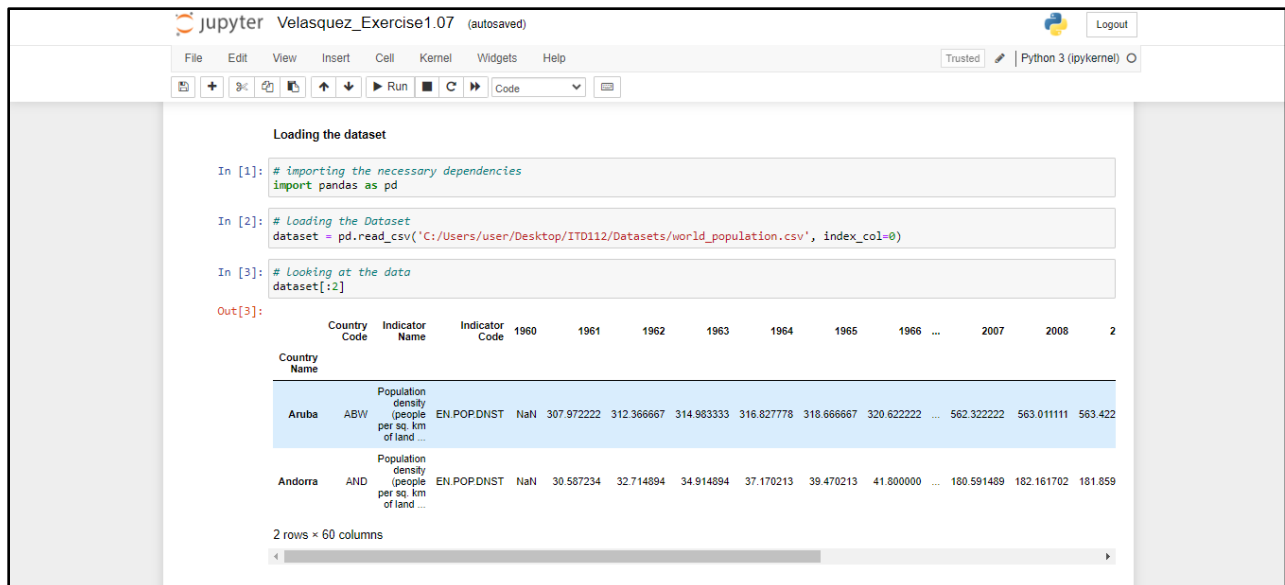 jupyter Velasquez_Exercise1.07 (autosaved) Logout
File Edit View Insert Cell Kernel Widgets Help Trusted Python 3 (ipykernel)
Run Code
Loading the dataset
In [1]: # importing the necessary dependencies
import pandas as pd
In [2]: # Loading the Dataset
dataset = pd.read_csv('C:/Users/user/Desktop/ITD112/Datasets/world_population.csv', index_col=0)
In [3]: # Looking at the data
dataset[:2]
Out[3]:
Country Indicator Indicator 1960 1961 1962 1963 1964 1965 1966 ... 2007 2008 2
Code Name Code
Country
Name
Population
density
Aruba ABW (people EN.POP.DNST NaN 307.972222 312.366667 314.983333 316.827778 318.666667 320.622222 ... 562.322222 563.011111 563.422
per sq. km
of land ...
Population
density
Andorra AND (people EN.POP.DNST NaN 30.587234 32.714894 34.914894 37.170213 39.470213 41.800000 ... 180.591489 182.161702 181.859
per sq. km
of land ...
2 rows × 60 columns